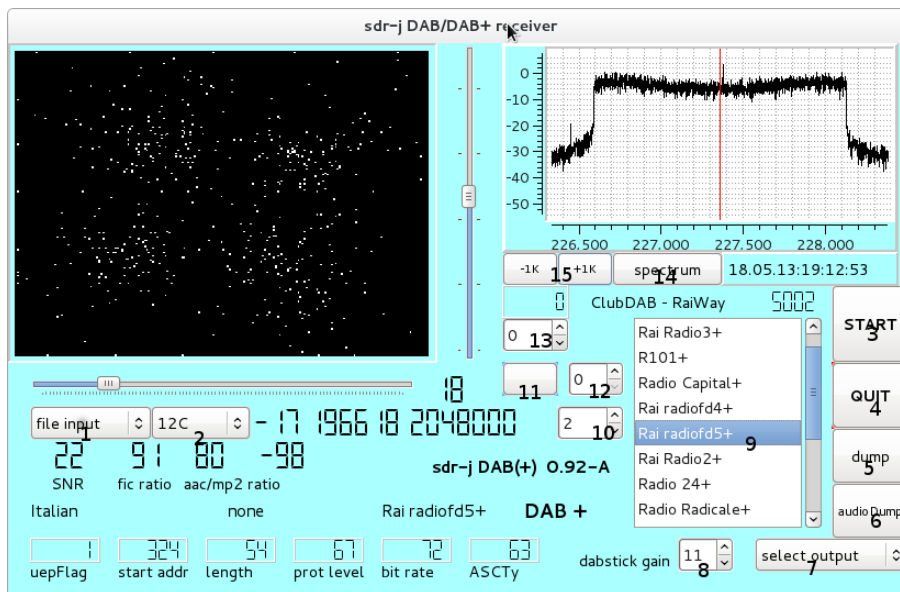 sdr-j DAB/DAB+ receiver
0
-10
-20
-30
-40
-50
226.500 227.000 227.500 228.000
-1K +1K 15 spectrum 14 18.05.13:19:12:53
0 ClubDAB - RaiWay 5002
0 13
Rai Radio3+
R101+
Radio Capital+
Rai radiofd4+
Rai radiofd5+ 9
Rai Radio2+
Radio 24+
Radio Radicale+
START 3
QUIT 4
dump 5
audioDump 6
11 0 12
18
file input 1 12C 2 -17 196618 2048000 2 10
22 91 80 -98
SNR fic ratio aac/mp2 ratio
sdr-j DAB(+) 0.92-A
Italian none Rai radiofd5+ DAB +
1 324 54 67 72 63
uepFlag start addr length prot level bit rate ASCTy
dabstick gain 11 8 select output 7